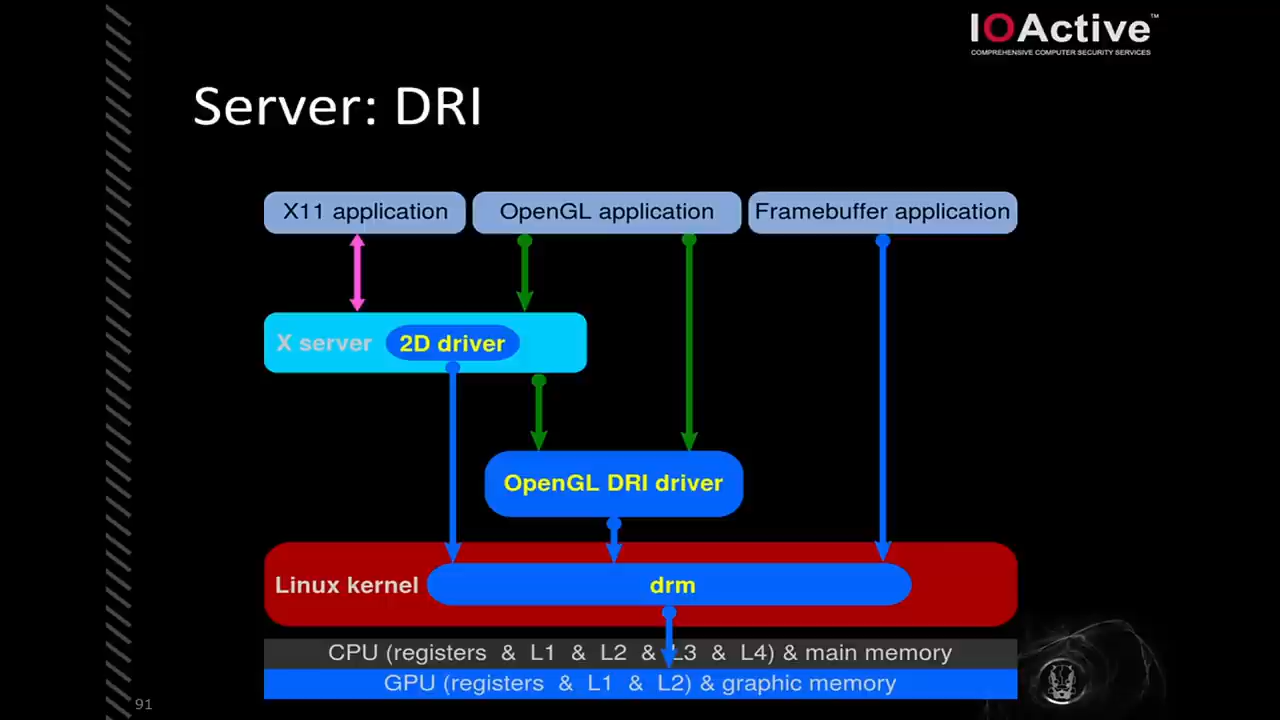 IOActive™
COMPREHENSIVE COMPUTER SECURITY SERVICES
Server: DRI
X11 application
OpenGL application
Framebuffer application
X server
2D driver
OpenGL DRI driver
Linux kernel
drm
CPU (registers & L1 & L2 & L3 & L4) & main memory
GPU (registers & L1 & L2) & graphic memory
91